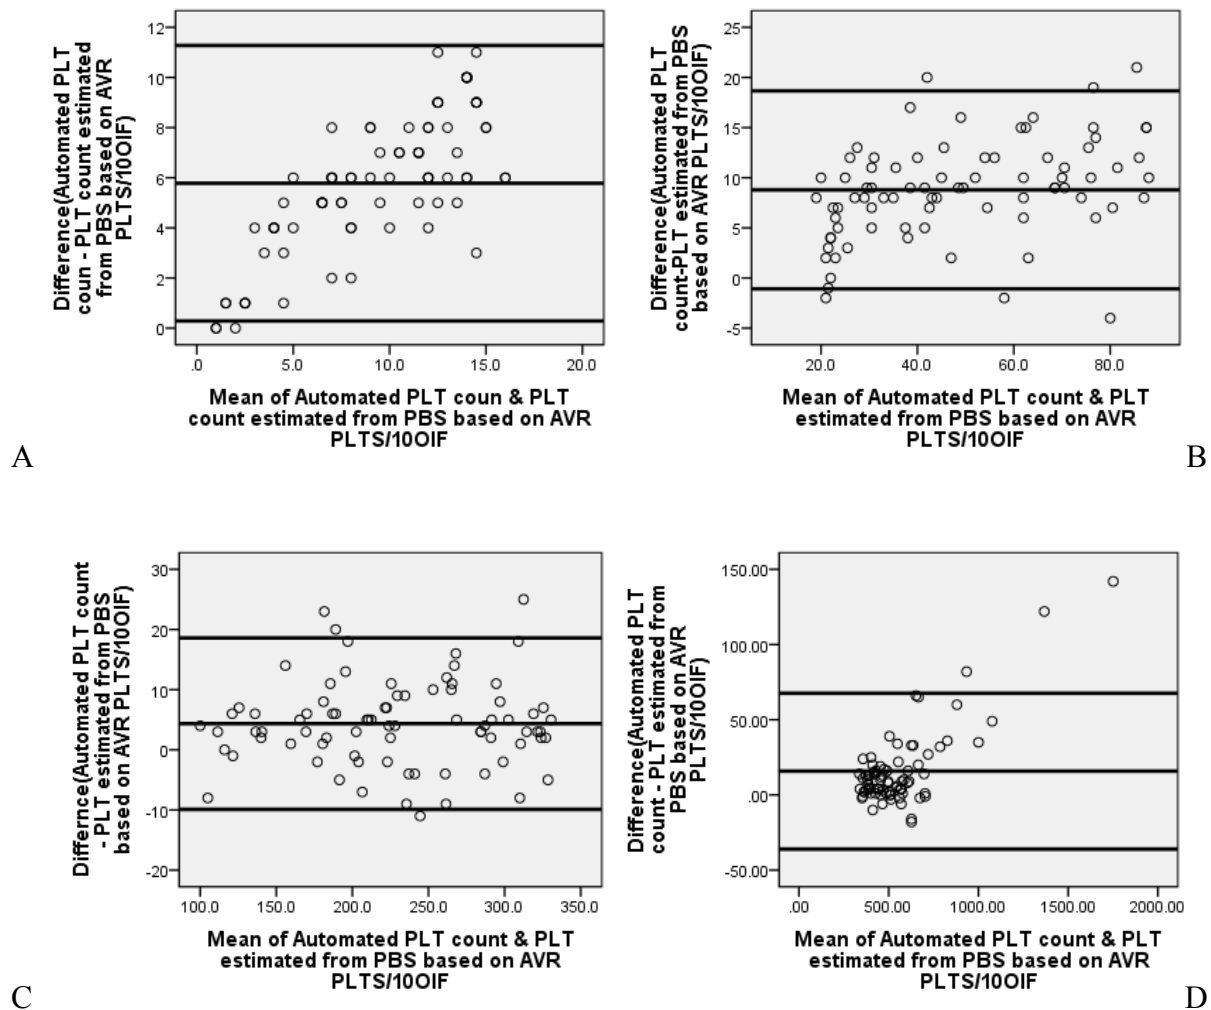 Difference(Automated PLT
coun - PLT count estimated
from PBS based on AVR
PLTS/10OIF)
12
10
8
6
4
2
0
.0
5.0
10.0
15.0
20.0
Mean of Automated PLT coun & PLT
count estimated from PBS based on AVR
PLTS/10OIF
A
Difference(Automated PLT
count-PLT estimated from PBS
based on AVR PLTS/10OIF)
25
20
15
10
5
0
-5
20.0
40.0
60.0
80.0
Mean of Automated PLT count & PLT
estimated from PBS based on AVR
PLTS/10OIF
B
Differnce(Automated PLT count
- PLT estimated from PBS
based on AVR PLTS/10OIF)
30
20
10
0
-10
-20
100.0
150.0
200.0
250.0
300.0
350.0
Mean of Automated PLT count & PLT
estimated from PBS based on AVR
PLTS/10OIF
C
Difference(Automated PLT
count - PLT estimated from
PBS based on AVR
PLTS/10OIF)
150.00
100.00
50.00
.00
-50.00
.00
500.00
1000.00
1500.00
2000.00
Mean of Automated PLT count & PLT
estimated from PBS based on AVR
PLTS/10OIF
D